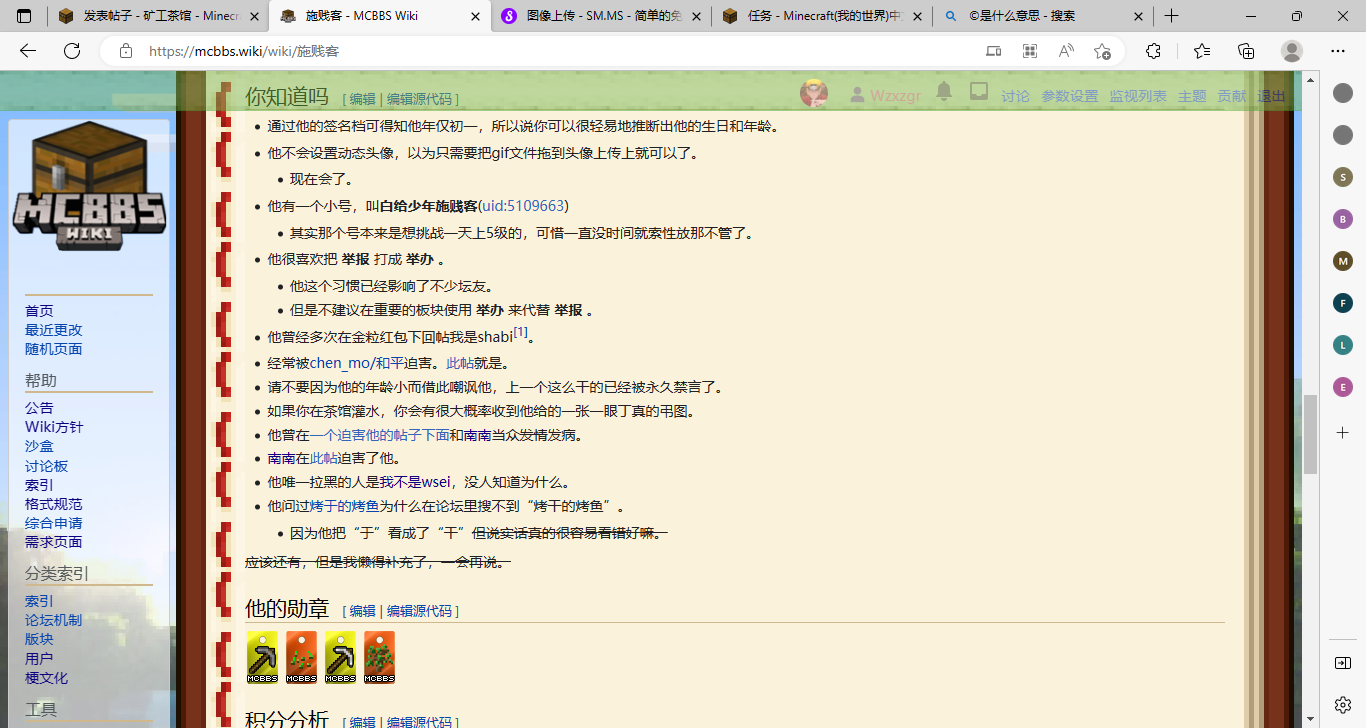 发表帖子 - 矿工茶馆 - Minecr
施贱客 - MCBBS Wiki
图像上传 - SM.MS - 简单的免
任务 - Minecraft(我的世界)中
©是什么意思 - 搜索
https://mcbbs.wiki/wiki/施贱客
Wzxzgr 讨论 参数设置 监视列表 主题 贡献 退出
你知道吗 [ 编辑 | 编辑源代码 ]
通过他的签名档可得知他年仅初一，所以说你可以很轻易地推断出他的生日和年龄。
他不会设置动态头像，以为只需要把gif文件拖到头像上传上就可以了。
现在会了。
他有一个小号，叫白给少年施贱客(uid:5109663)
其实那个号本来是想挑战一天上5级的，可惜一直没时间就索性放那不管了。
他很喜欢把 举报 打成 举办 。
他这个习惯已经影响了不少坛友。
但是不建议在重要的板块使用 举办 来代替 举报 。
他曾经多次在金粒红包下回帖我是shabi[1]。
经常被chen_mo/和平迫害。此帖就是。
请不要因为他的年龄小而借此嘲讽他，上一个这么干的已经被永久禁言了。
如果你在茶馆灌水，你会有很大概率收到他给的一张一眼丁真的弔图。
他曾在一个迫害他的帖子下面和南南当众发情发病。
南南在此帖迫害了他。
他唯一拉黑的人是我不是wsei，没人知道为什么。
他问过烤于的烤鱼为什么在论坛里搜不到“烤干的烤鱼”。
因为他把“于”看成了“干”但说实话真的很容易看错好嘛。
应该还有，但是我懒得补充了，一会再说。
他的勋章 [ 编辑 | 编辑源代码 ]
MCBBS MCBBS MCBBS MCBBS
积分分析 [ 编辑 | 编辑源代码 ]
MCBBS
WIKI
首页
最近更改
随机页面
帮助
公告
Wiki方针
沙盒
讨论板
索引
格式规范
综合申请
需求页面
分类索引
索引
论坛机制
版块
用户
梗文化
工具
S
B
M
F
L
E